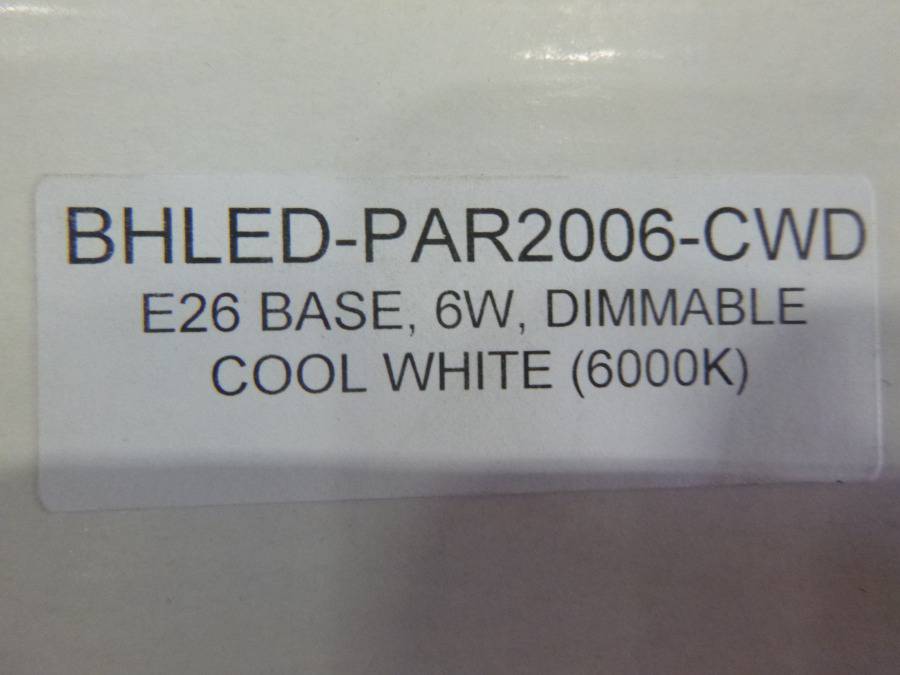 BHLED-PAR2006-CWD
E26 BASE, 6W, DIMMABLE
COOL WHITE (6000K)